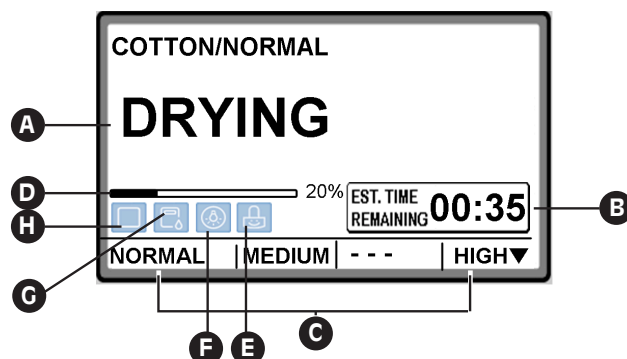 COTTON/NORMAL
DRYING
A
D
20%
EST. TIME
REMAINING
00:35
B
H
NORMAL
MEDIUM
- - -
HIGH▼
G
C
F
E